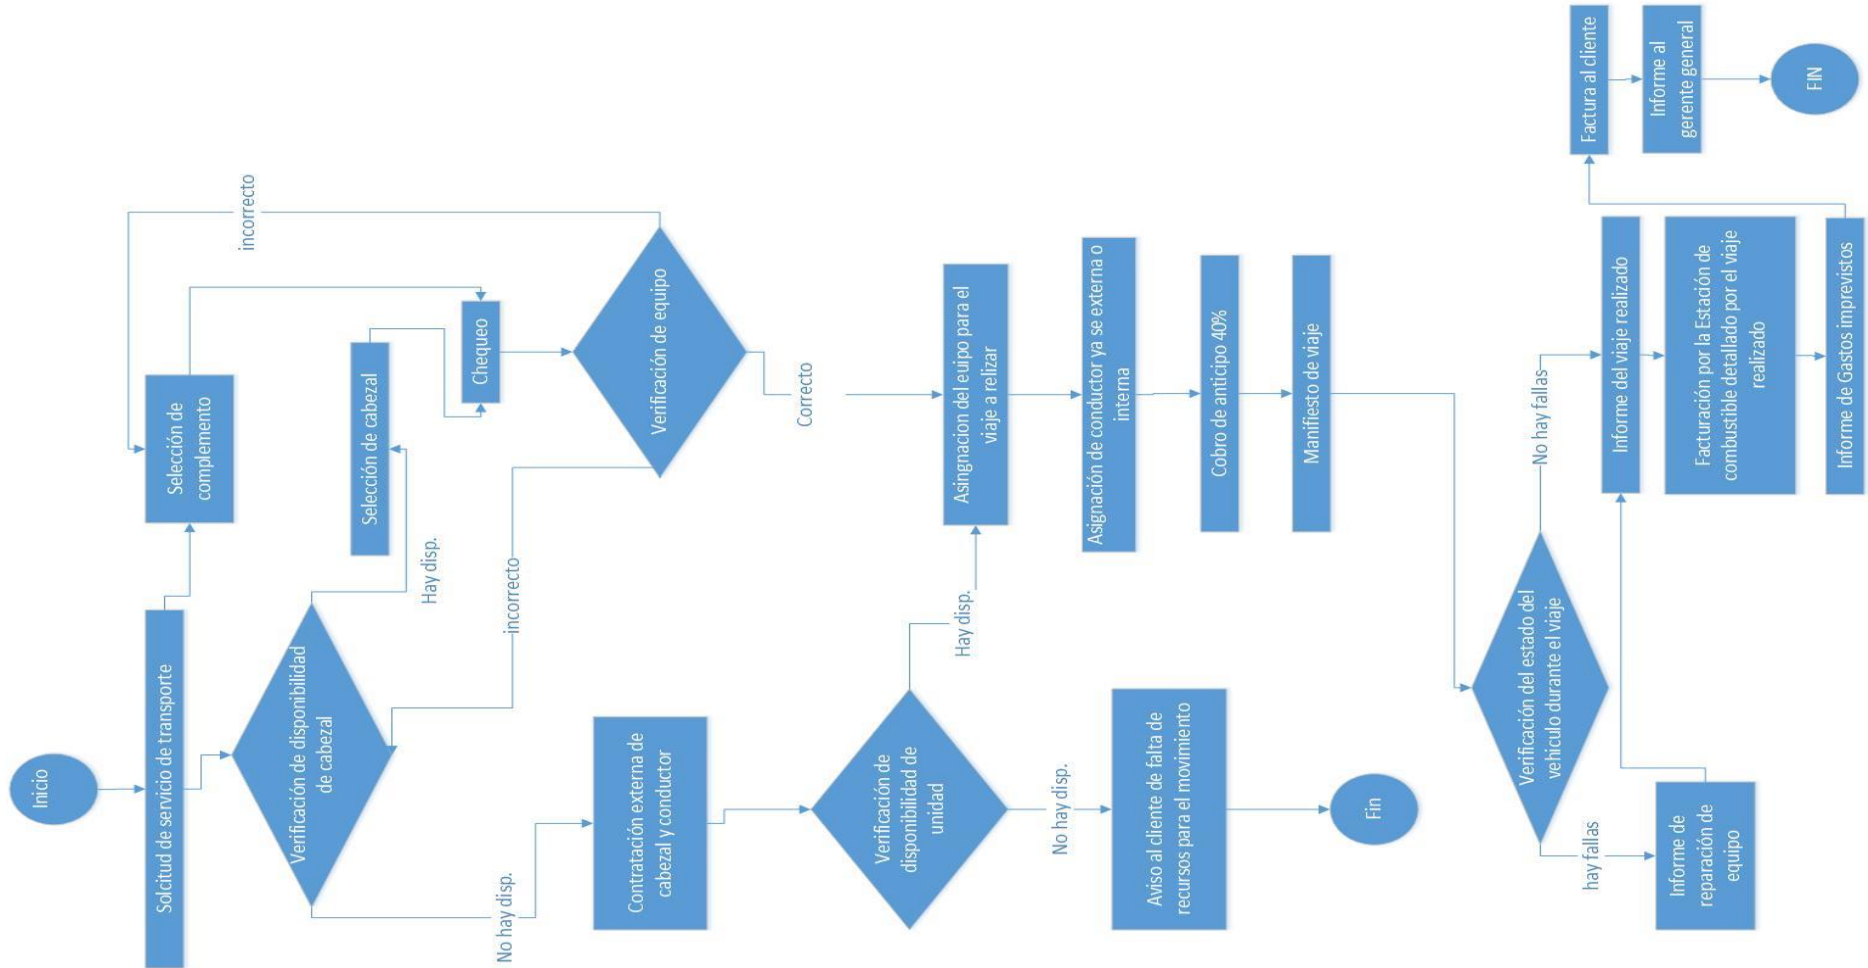 Inicio
Solcitud de servicio de transporte
Verificación de disponibilidad
de cabezal
Hay disp.
No hay disp.
Selección de
complemento
Selección de cabezal
Chequeo
incorrecto
Verificación de equipo
incorrecto
Correcto
Contratación externa de
cabezal y conductor
Verificación de
disponibilidad de
unidad
Hay disp.
No hay disp.
Aviso al cliente de falta de
recursos para el movimiento
Fin
Asingnacion del euipo para el
viaje a relizar
Asignación de conductor ya se externa o
interna
Cobro de anticipo 40%
Manifiesto de viaje
Verificación del estado del
vehiculo durante el viaje
No hay fallas
hay fallas
Informe de
reparación de
equipo
Informe del viaje realizado
Facturación por la Estación de
combustible detallado por el viaje
realizado
Informe de Gastos imprevistos
Factura al cliente
Informe al
gerente general
FIN